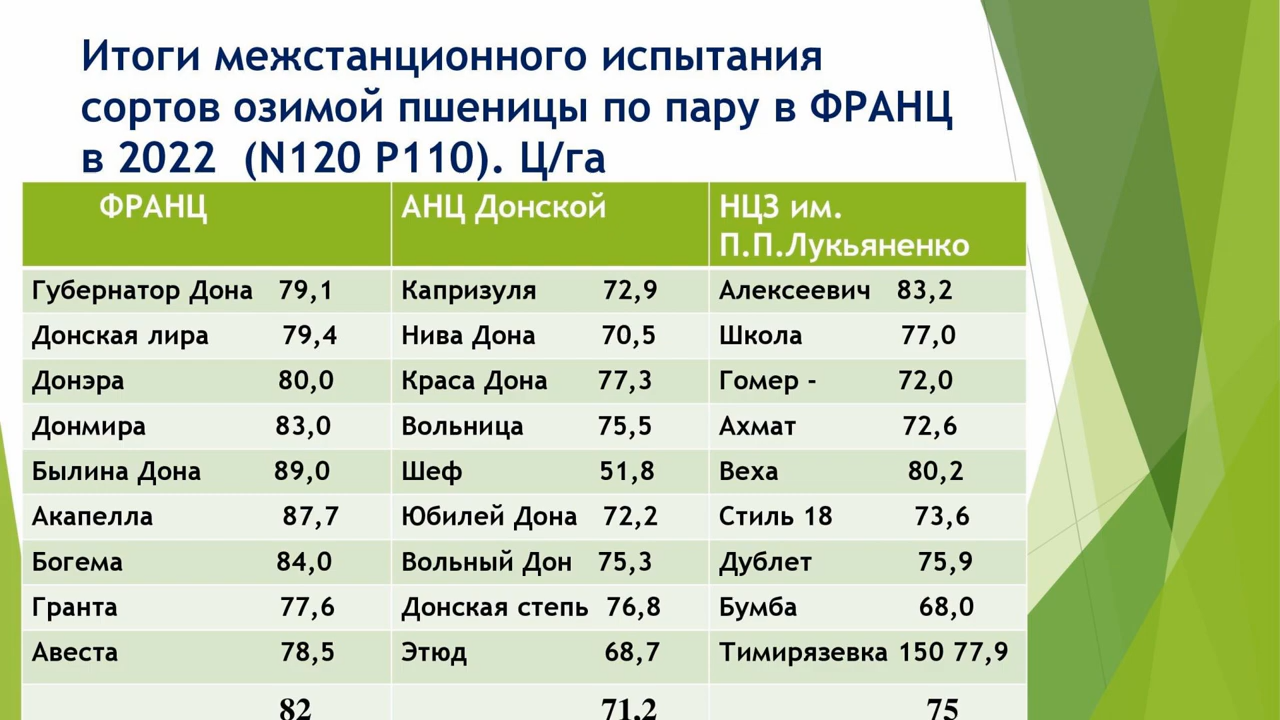 Итоги межстанционного испытания
сортов озимой пшеницы по пару в ФРАНЦ
в 2022 (N120 P110). Ц/га
ФРАНЦ АНЦ Донской НЦЗ им.
П.П.Лукьяненко
Губернатор Дона 79,1 Капризуля 72,9 Алексеевич 83,2
Донская лира 79,4 Нива Дона 70,5 Школа 77,0
Донэра 80,0 Краса Дона 77,3 Гомер - 72,0
Донмира 83,0 Вольница 75,5 Ахмат 72,6
Былина Дона 89,0 Шеф 51,8 Веха 80,2
Акапелла 87,7 Юбилей Дона 72,2 Стиль 18 73,6
Богема 84,0 Вольный Дон 75,3 Дублет 75,9
Гранта 77,6 Донская степь 76,8 Бумба 68,0
Авеста 78,5 Этюд 68,7 Тимирязевка 150 77,9
82 71,2 75